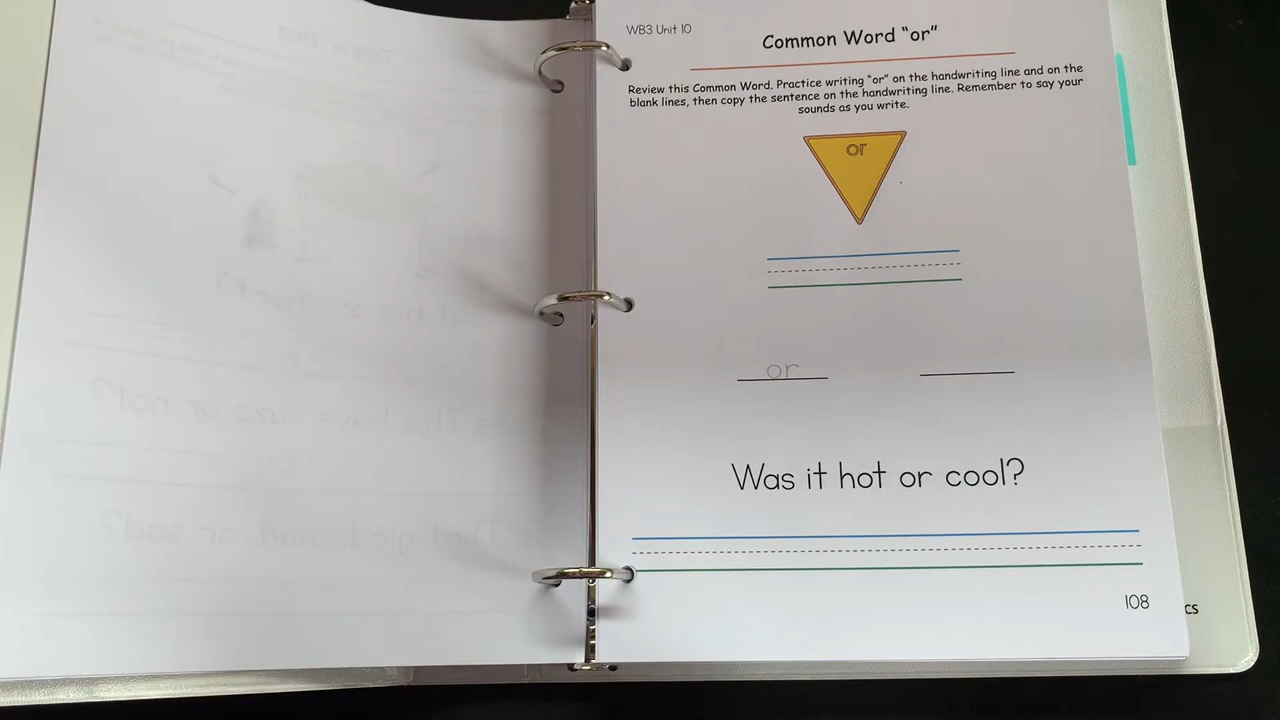 WB3 Unit 10
Common Word “or”
Review this Common Word. Practice writing “or” on the handwriting line and on the
blank lines, then copy the sentence on the handwriting line. Remember to say your
sounds as you write.
or
or
Was it hot or cool?
108
cs